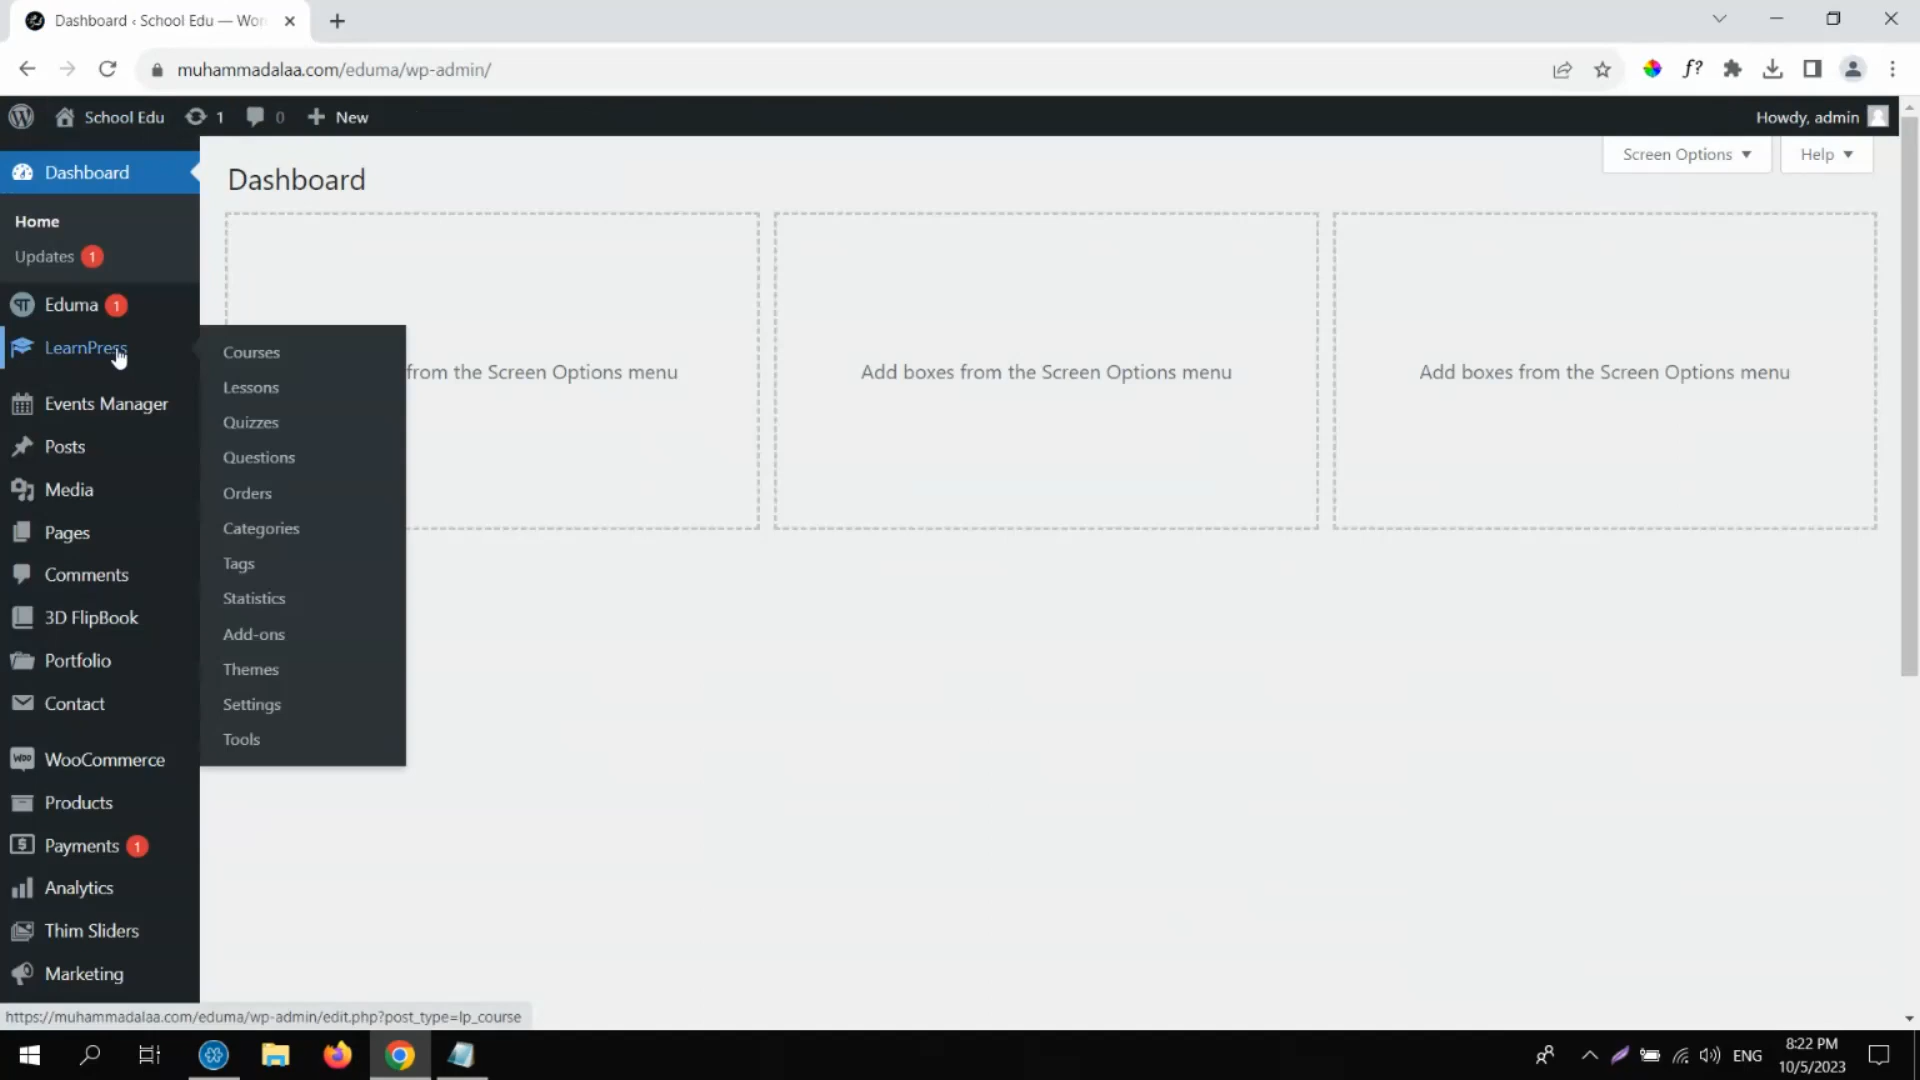 Dashboard ‹ School Edu — Wor
muhammadalaa.com/eduma/wp-admin/
f?
School Edu 1 0 New
Howdy, admin
Screen Options
Help
Dashboard
Dashboard
Home
Updates 1
Eduma 1
LearnPress
Events Manager
Posts
Media
Pages
Comments
3D FlipBook
Portfolio
Contact
WooCommerce
Products
Payments 1
Analytics
Thim Sliders
Marketing
Courses
Lessons
Quizzes
Questions
Orders
Categories
Tags
Statistics
Add-ons
Themes
Settings
Tools
from the Screen Options menu
Add boxes from the Screen Options menu
Add boxes from the Screen Options menu
https://muhammadalaa.com/eduma/wp-admin/edit.php?post_type=lp_course
ENG
8:22 PM
10/5/2023